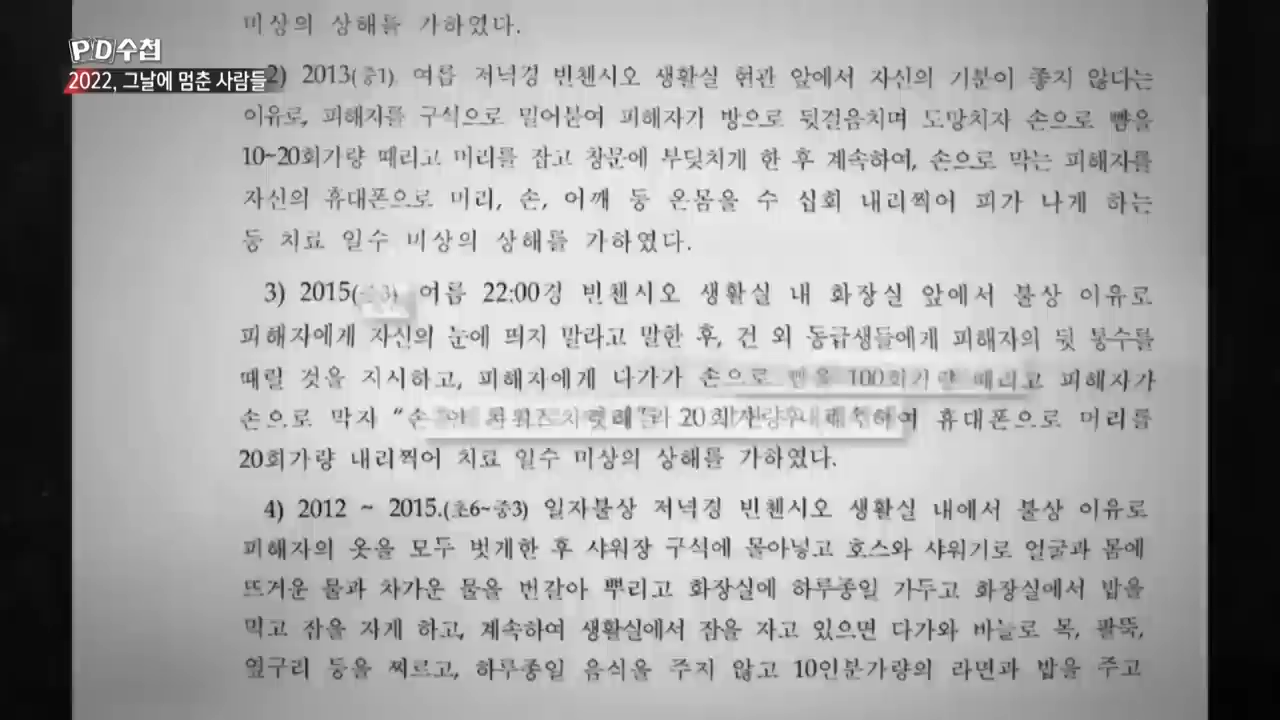 미상의 상해를 가하였다.
PD수첩
2022, 그날에 멈춘 사람들
2) 2013(중1) 여름 저녁경 빈첸시오 생활실 현관 앞에서 자신의 기분이 좋지 않다는
이유로, 피해자를 구석으로 밀어붙여 피해자가 방으로 뒷걸음치며 도망치자 손으로 뺨을
10~20회가량 때리고 머리를 잡고 창문에 부딪치게 한 후 계속하여, 손으로 막는 피해자를
자신의 휴대폰으로 머리, 손, 어깨 등 온몸을 수 십회 내리찍어 피가 나게 하는
등 치료 일수 미상의 상해를 가하였다.
3) 2015( 3) 여름 22:00경 빈첸시오 생활실 내 화장실 앞에서 불상 이유로
피해자에게 자신의 눈에 띄지 말라고 말한 후, 건 외 동급생들에게 피해자의 뒷 통수를
때릴 것을 지시하고, 피해자에게 다가가 손으로 뺨을 100회가량 때리고 피해자가
손으로 막자 “손 20회 여 휴대폰으로 머리를
20회가량 내리찍어 치료 일수 미상의 상해를 가하였다.
4) 2012 ~ 2015.(초6~중3) 일자불상 저녁경 빈첸시오 생활실 내에서 불상 이유로
피해자의 옷을 모두 벗게한 후 샤워장 구석에 몰아넣고 호스와 샤워기로 얼굴과 몸에
뜨거운 물과 차가운 물을 번갈아 뿌리고 화장실에 하루종일 가두고 화장실에서 밥을
먹고 잠을 자게 하고, 계속하여 생활실에서 잠을 자고 있으면 다가와 바늘로 목, 팔뚝,
옆구리 등을 찌르고, 하루종일 음식을 주지 않고 10인분가량의 라면과 밥을 주고